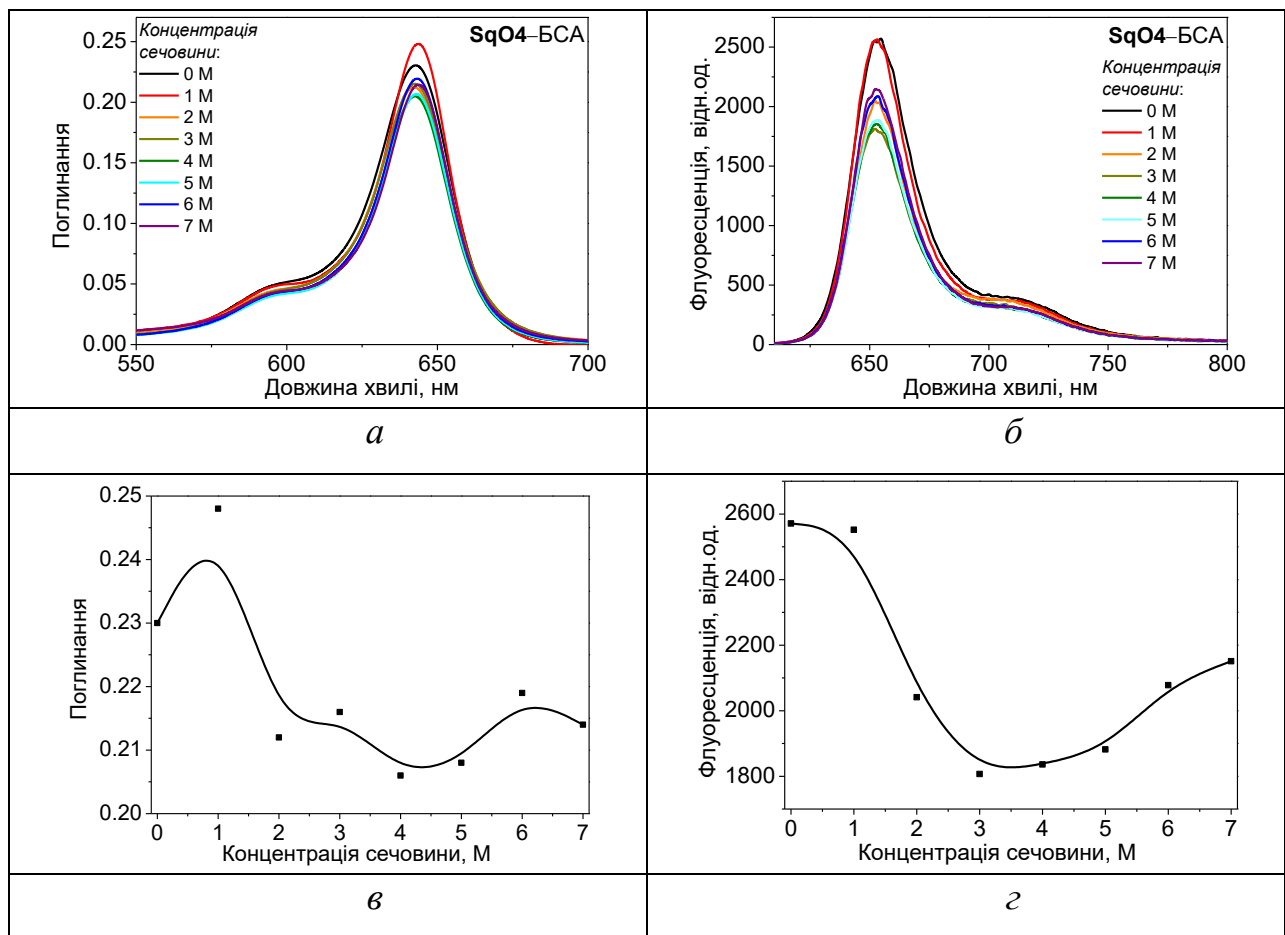 SqO4–БСА
Концентрація
сечовини:
0 М
1 М
2 М
3 М
4 М
5 М
6 М
7 М
0.25
0.20
0.15
0.10
0.05
0.00
Поглинання
550
600
650
700
Довжина хвилі, нм
SqO4–БСА
Концентрація
сечовини:
0 М
1 М
2 М
3 М
4 М
5 М
6 М
7 М
2500
2000
1500
1000
500
0
Флуоресценція, відн.од.
650
700
750
800
Довжина хвилі, нм
а
б
0.25
0.24
0.23
0.22
0.21
0.20
Поглинання
0
1
2
3
4
5
6
7
Концентрація сечовини, М
2600
2400
2200
2000
1800
Флуоресценція, відн.од.
0
1
2
3
4
5
6
7
Концентрація сечовини, М
в
г